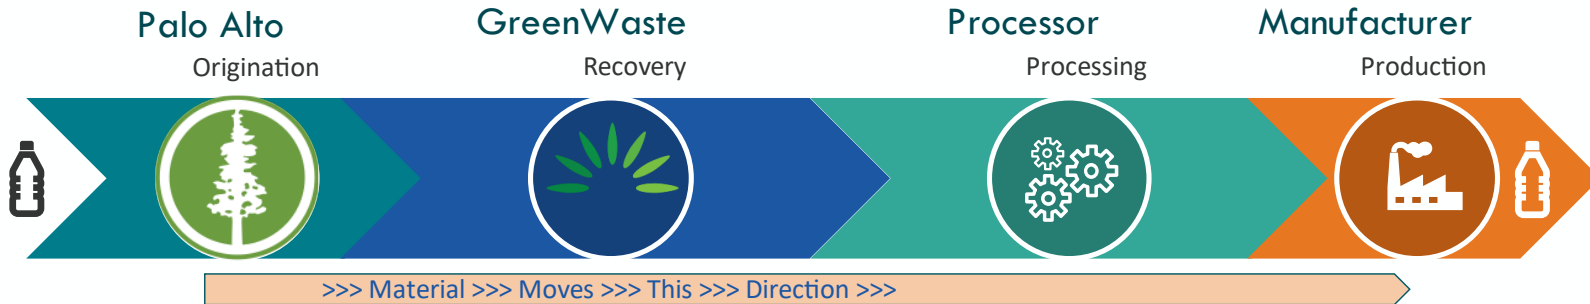 Palo Alto
GreenWaste
Processor
Manufacturer
Origination
Recovery
Processing
Production
>>> Material >>> Moves >>> This >>> Direction >>>